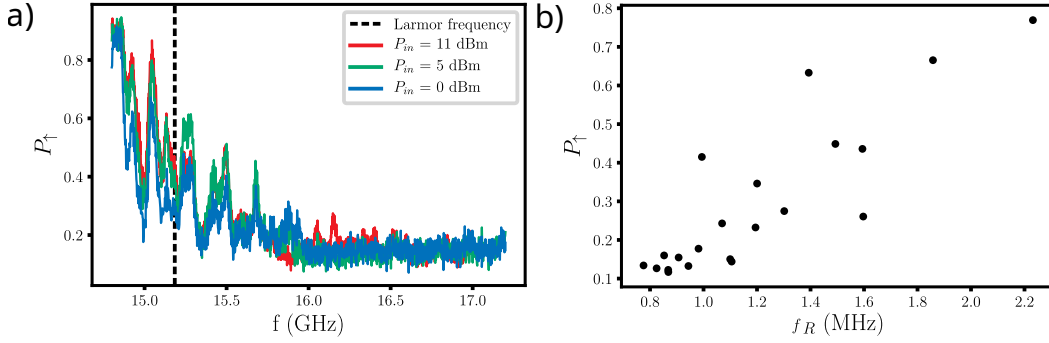 a)
Larmor frequency
P_in = 11 dBm
P_in = 5 dBm
P_in = 0 dBm
P↑
0.8
0.6
0.4
0.2
15.0 15.5 16.0 16.5 17.0
f (GHz)
b)
P↑
0.8
0.7
0.6
0.5
0.4
0.3
0.2
0.1
0.8 1.0 1.2 1.4 1.6 1.8 2.0 2.2
f_R (MHz)